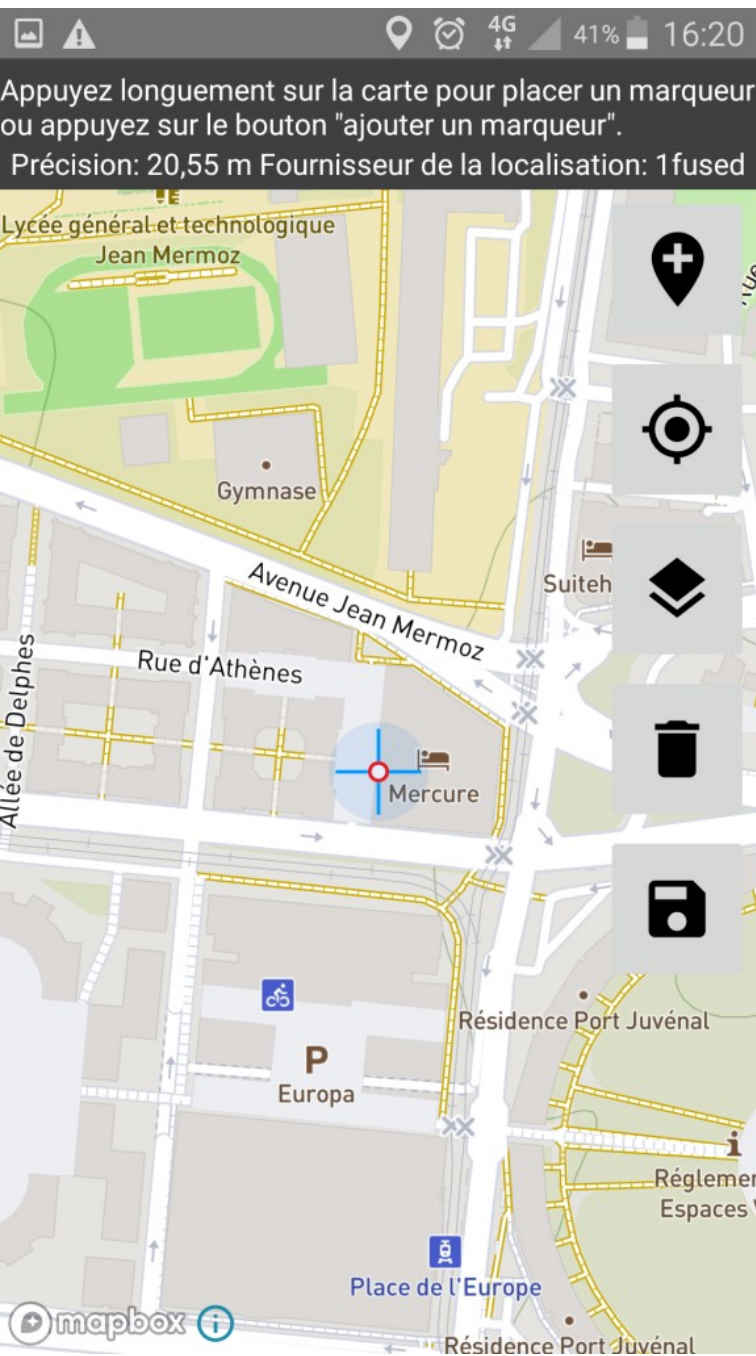 4G
41%
16:20
Appuyez longuement sur la carte pour placer un marqueur
ou appuyez sur le bouton "ajouter un marqueur".
Précision: 20,55 m Fournisseur de la localisation: 1fused
Lycée général et technologique
Jean Mermoz
Rue
Gymnase
Suiteh
Avenue Jean Mermoz
Rue d'Athènes
Allée de Delphes
Mercure
Résidence Port Juvénal
P
Europa
i
Réglemen
Espaces V
Place de l'Europe
mapbox i
Résidence Port Juvénal